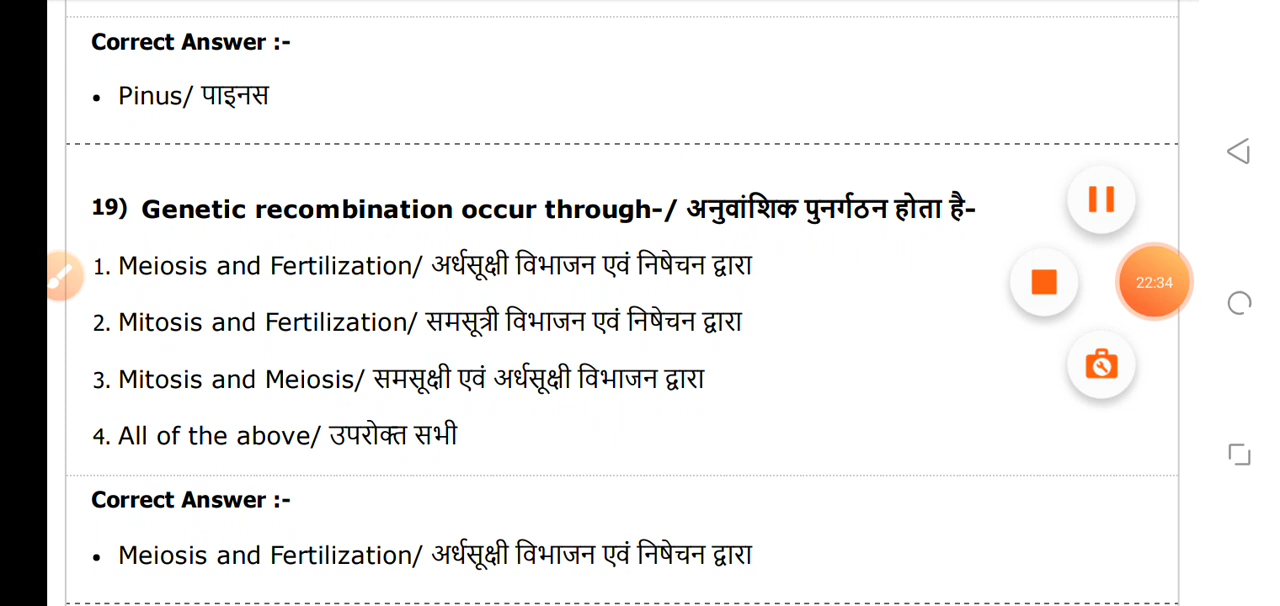 Correct Answer :-
• Pinus/ पाइनस
19) Genetic recombination occur through-/ अनुवांशिक पुनर्गठन होता है-
1. Meiosis and Fertilization/ अर्धसूक्षी विभाजन एवं निषेचन द्वारा
2. Mitosis and Fertilization/ समसूत्री विभाजन एवं निषेचन द्वारा
3. Mitosis and Meiosis/ समसूक्षी एवं अर्धसूक्षी विभाजन द्वारा
4. All of the above/ उपरोक्त सभी
22:34
Correct Answer :-
• Meiosis and Fertilization/ अर्धसूक्षी विभाजन एवं निषेचन द्वारा